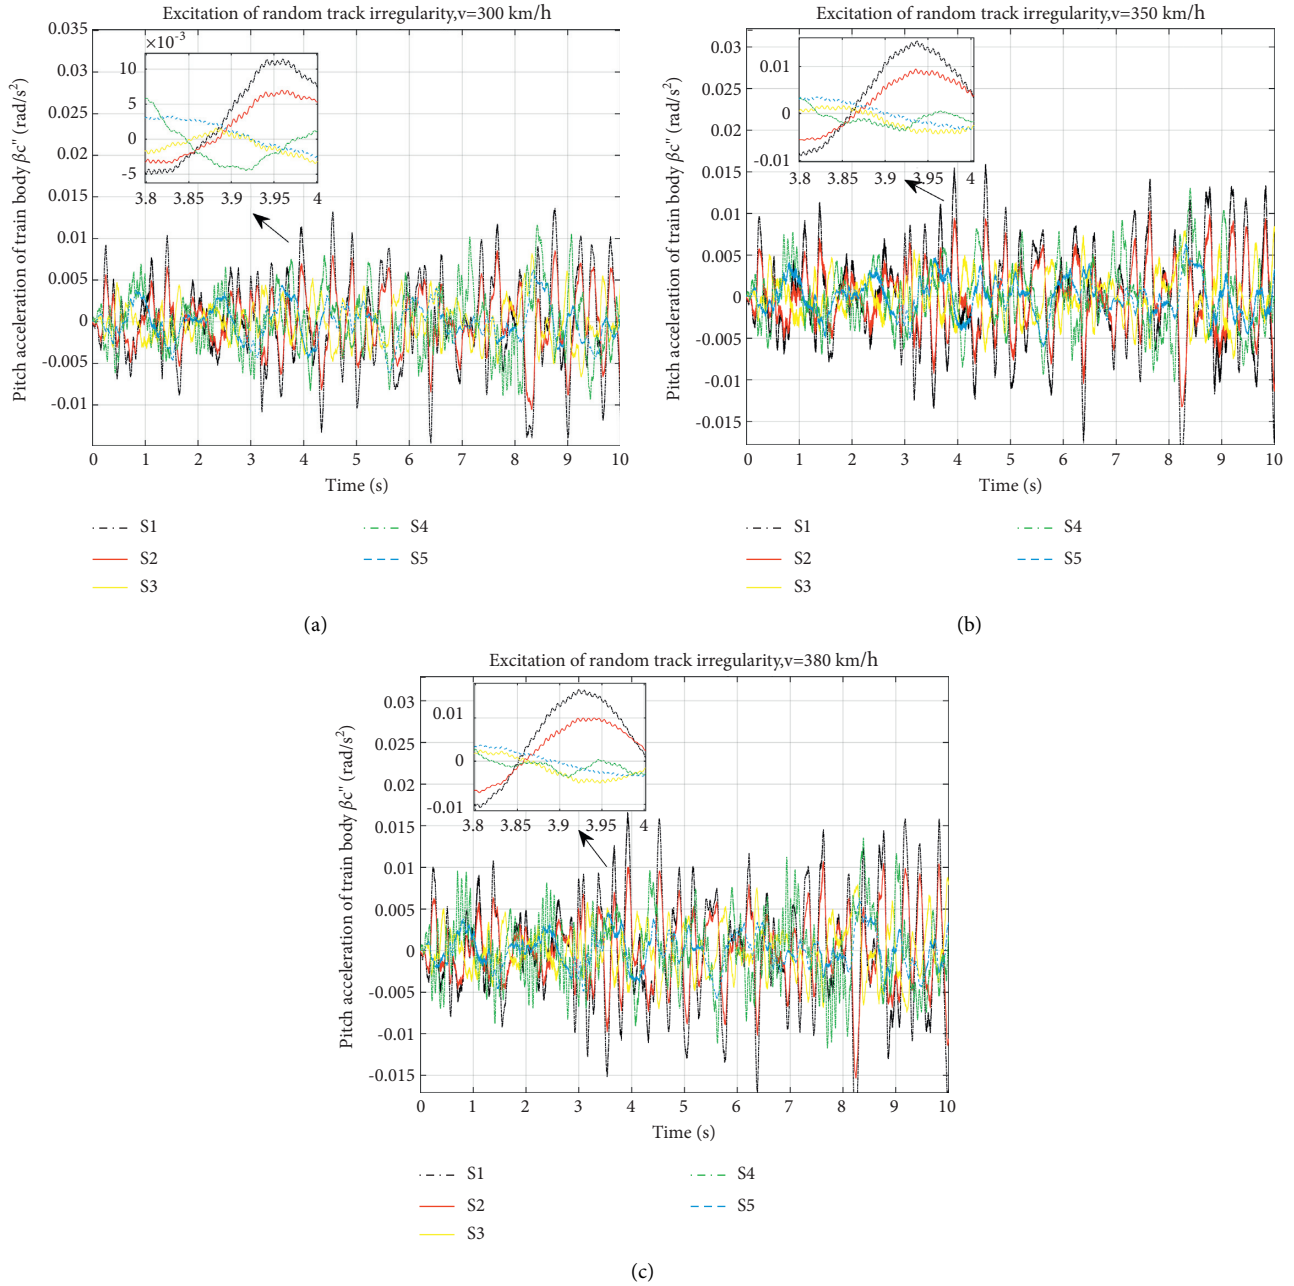 Excitation of random track irregularity,v=300 km/h
Pitch acceleration of train body βc" (rad/s²)
0.035
0.03
0.025
0.02
0.015
0.01
0.005
0
-0.005
-0.01
×10⁻³
10
5
0
-5
3.8 3.85 3.9 3.95 4
0 1 2 3 4 5 6 7 8 9 10
Time (s)
S1
S2
S3
S4
S5
(a)
Excitation of random track irregularity,v=350 km/h
Pitch acceleration of train body βc" (rad/s²)
0.03
0.025
0.02
0.015
0.01
0.005
0
-0.005
-0.01
-0.015
0.01
0
-0.01
3.8 3.85 3.9 3.95 4
0 1 2 3 4 5 6 7 8 9 10
Time (s)
S1
S2
S3
S4
S5
(b)
Excitation of random track irregularity,v=380 km/h
Pitch acceleration of train body βc" (rad/s²)
0.03
0.025
0.02
0.015
0.01
0.005
0
-0.005
-0.01
-0.015
0.01
0
-0.01
3.8 3.85 3.9 3.95 4
0 1 2 3 4 5 6 7 8 9 10
Time (s)
S1
S2
S3
S4
S5
(c)